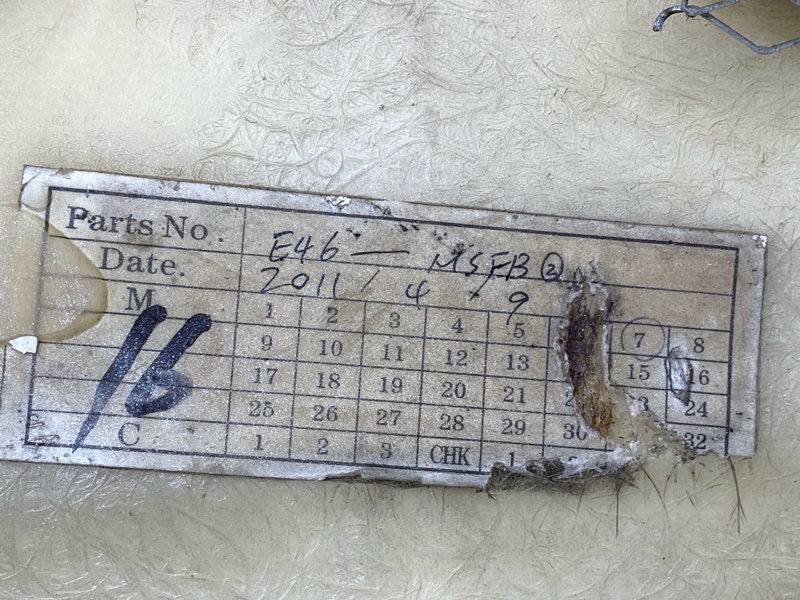 Parts No. E46 — MSFB ②
Date. 2011 / 4 / 9
M 1 2 3 4 5 7 8
16
9 10 11 12 13 15 16
17 18 19 20 21 24
25 26 27 28 29 30 32
C 1 2 3 CHK 1